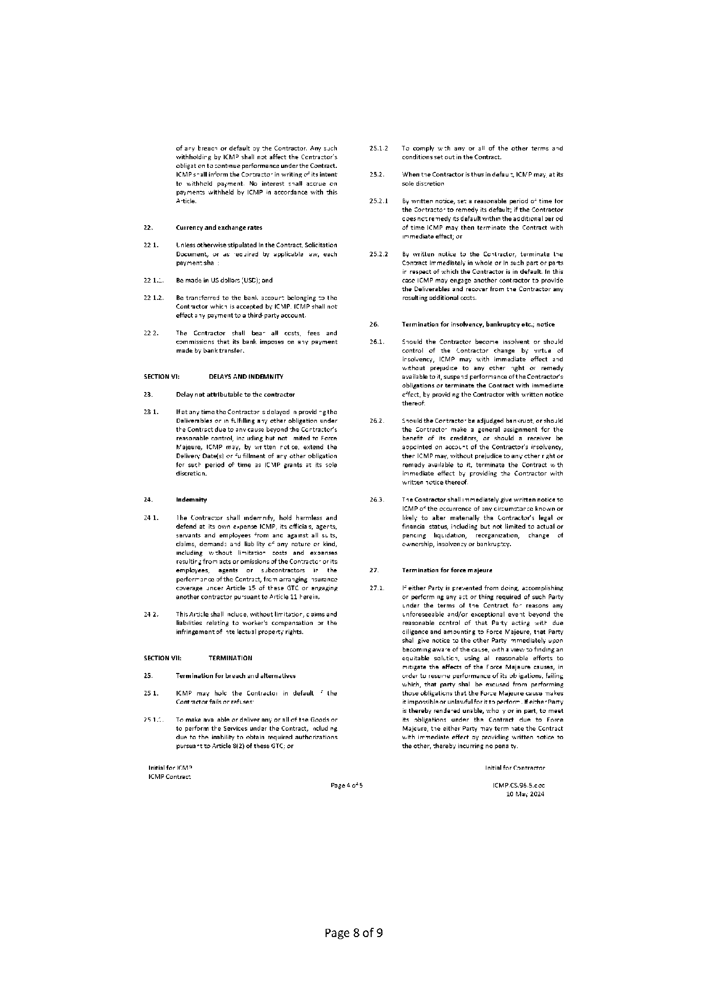 of any breach or default by the Contractor. Any such
withholding by ICMP shall not affect the Contractor's
obligation to continue performance under the Contract.
ICMP shall inform the Contractor in writing of its intent
to withhold payment. No interest shall accrue on
payments withheld by ICMP in accordance with this
Article.
22. Currency and exchange rates
22.1. Unless otherwise stipulated in the Contract, Solicitation
Document, or as required by applicable law, each
payment shall:
22.1.1. Be made in US dollars (USD); and
22.1.2. Be transferred to the bank account belonging to the
Contractor which is accepted by ICMP. ICMP shall not
effect any payment to a third-party account.
22.2. The Contractor shall bear all costs, fees and
commissions that its bank imposes on any payment
made by bank transfer.
SECTION VI: DELAYS AND INDEMNITY
23. Delay not attributable to the contractor
23.1. If at any time the Contractor is delayed in providing the
Deliverables or in fulfilling any other obligation under
the Contract due to any cause beyond the Contractor's
reasonable control, including but not limited to Force
Majeure, ICMP may, by written notice, extend the
Delivery Date(s) or fulfillment of any other obligation
for such period of time as ICMP grants at its sole
discretion.
24. Indemnity
24.1. The Contractor shall indemnify, hold harmless and
defend at its own expense ICMP, its officials, agents,
servants and employees from and against all suits,
claims, demands and liability of any nature or kind,
including without limitation costs and expenses
resulting from acts or omissions of the Contractor or its
employees, agents or subcontractors in the
performance of the Contract, from arranging insurance
coverage under Article 15 of these GTC or engaging
another contractor pursuant to Article 11 herein.
24.2. This Article shall include, without limitation, claims and
liabilities relating to worker's compensation or the
infringement of intellectual property rights.
SECTION VII: TERMINATION
25. Termination for breach and alternatives
25.1. ICMP may hold the Contractor in default if the
Contractor fails or refuses:
25.1.1. To make available or deliver any or all of the Goods or
to perform the Services under the Contract, including
due to the inability to obtain required authorizations
pursuant to Article 8(2) of these GTC; or
25.1.2 To comply with any or all of the other terms and
conditions set out in the Contract.
25.2. When the Contractor is thus in default, ICMP may, at its
sole discretion
25.2.1 By written notice, set a reasonable period of time for
the Contractor to remedy its default; if the Contractor
does not remedy its default within the additional period
of time ICMP may then terminate the Contract with
immediate effect; or
25.2.2 By written notice to the Contractor, terminate the
Contract immediately in whole or in such part or parts
in respect of which the Contractor is in default. In this
case ICMP may engage another contractor to provide
the Deliverables and recover from the Contractor any
resulting additional costs.
26. Termination for insolvency, bankruptcy etc.; notice
26.1. Should the Contractor become insolvent or should
control of the Contractor change by virtue of
insolvency, ICMP may with immediate effect and
without prejudice to any other right or remedy
available to it, suspend performance of the Contractor's
obligations or terminate the Contract with immediate
effect, by providing the Contractor with written notice
thereof.
26.2. Should the Contractor be adjudged bankrupt, or should
the Contractor make a general assignment for the
benefit of its creditors, or should a receiver be
appointed on account of the Contractor's insolvency,
then ICMP may, without prejudice to any other right or
remedy available to it, terminate the Contract with
immediate effect by providing the Contractor with
written notice thereof.
26.3. The Contractor shall immediately give written notice to
ICMP of the occurrence of any circumstance known or
likely to alter materially the Contractor's legal or
financial status, including but not limited to actual or
pending liquidation, reorganization, change of
ownership, insolvency or bankruptcy.
27. Termination for force majeure
27.1. If either Party is prevented from doing, accomplishing
or performing any act or thing required of such Party
under the terms of the Contract for reasons any
unforeseeable and/or exceptional event beyond the
reasonable control of that Party acting with due
diligence and amounting to Force Majeure, that Party
shall give notice to the other Party immediately upon
becoming aware of the cause, with a view to finding an
equitable solution, using all reasonable efforts to
mitigate the effects of the Force Majeure causes, in
order to resume performance of its obligations, failing
which, that party shall be excused from performing
those obligations that the Force Majeure cause makes
it impossible or unlawful for it to perform. If either Party
is thereby rendered unable, wholly or in part, to meet
its obligations under the Contract due to Force
Majeure, the either Party may terminate the Contract
with immediate effect by providing written notice to
the other, thereby incurring no penalty.
Initial for ICMP
Initial for Contractor
ICMP Contract
Page 4 of 5
ICMP.CS.96.5.doc
10 May 2024
Page 8 of 9